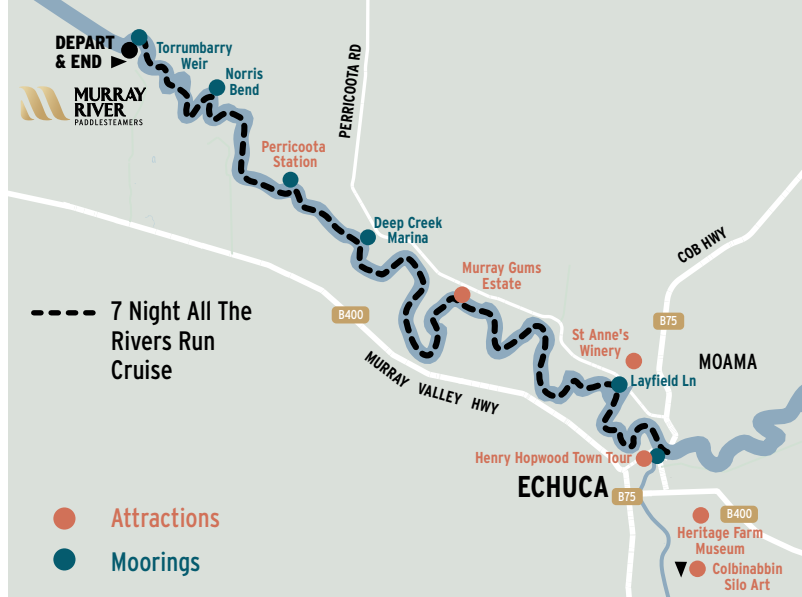 DEPART
& END
Torrumbarry
Weir
MURRAY
RIVER
PADDLESTEAMERS
Norris
Bend
PERRICOOTA RD
Perricoota
Station
Deep Creek
Marina
COB HWY
Murray Gums
Estate
7 Night All The
Rivers Run
Cruise
B400
B75
St Anne's
Winery
MOAMA
MURRAY VALLEY HWY
Layfield Ln
Henry Hopwood Town Tour
ECHUCA
B75
B400
Attractions
Moorings
Heritage Farm
Museum
Colbinabbin
Silo Art